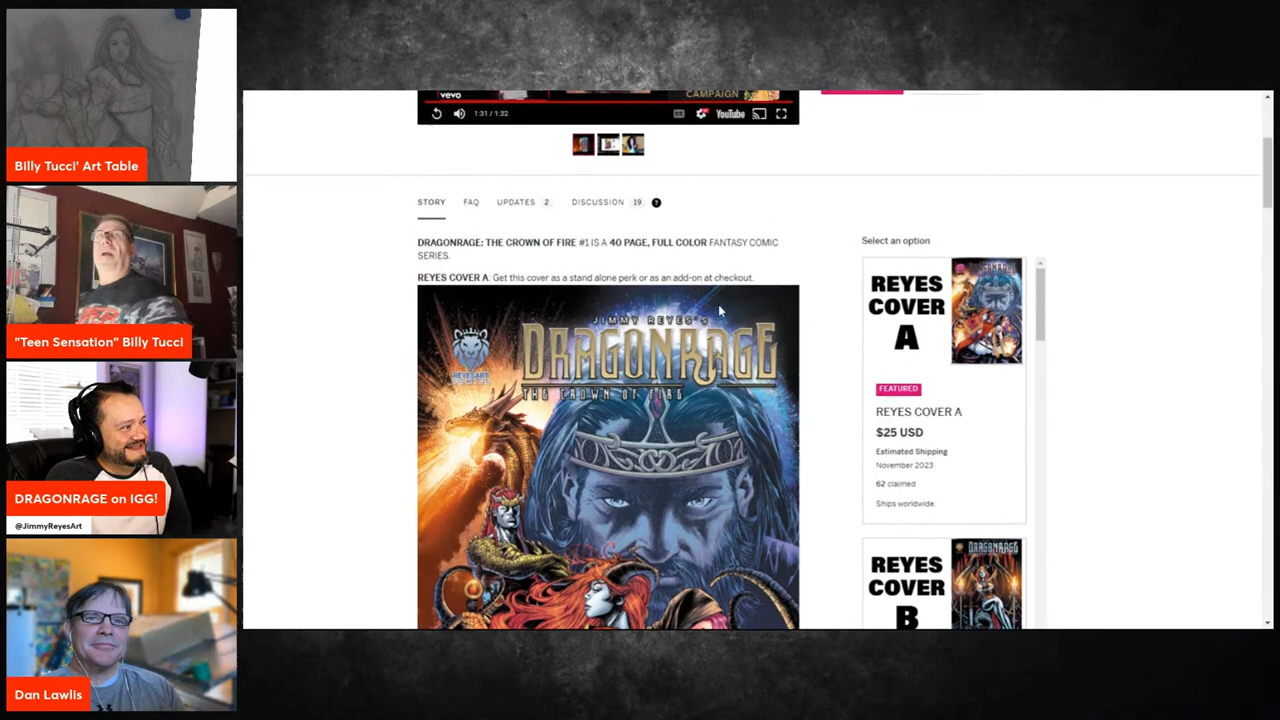 Billy Tucci' Art Table
"Teen Sensation" Billy Tucci
DRAGONRAGE on IGG!
@JimmyReyesArt
Dan Lawlis
vevo
CAMPAIGN
1:31 / 1:32
CC
YouTube
STORY
FAQ
UPDATES 2
DISCUSSION 19 ?
DRAGONRAGE: THE CROWN OF FIRE #1 IS A 40 PAGE, FULL COLOR FANTASY COMIC
SERIES.
REYES COVER A: Get this cover as a stand alone perk or as an add-on at checkout.
JIMMY REYES'S
DRAGONRAGE
THE CROWN OF FIRE
REYESART
COMICS
Select an option
REYES
COVER
A
DRAGONRAGE
FEATURED
REYES COVER A
$25 USD
Estimated Shipping
November 2023
62 claimed
Ships worldwide.
REYES
COVER
B
DRAGONRAGE